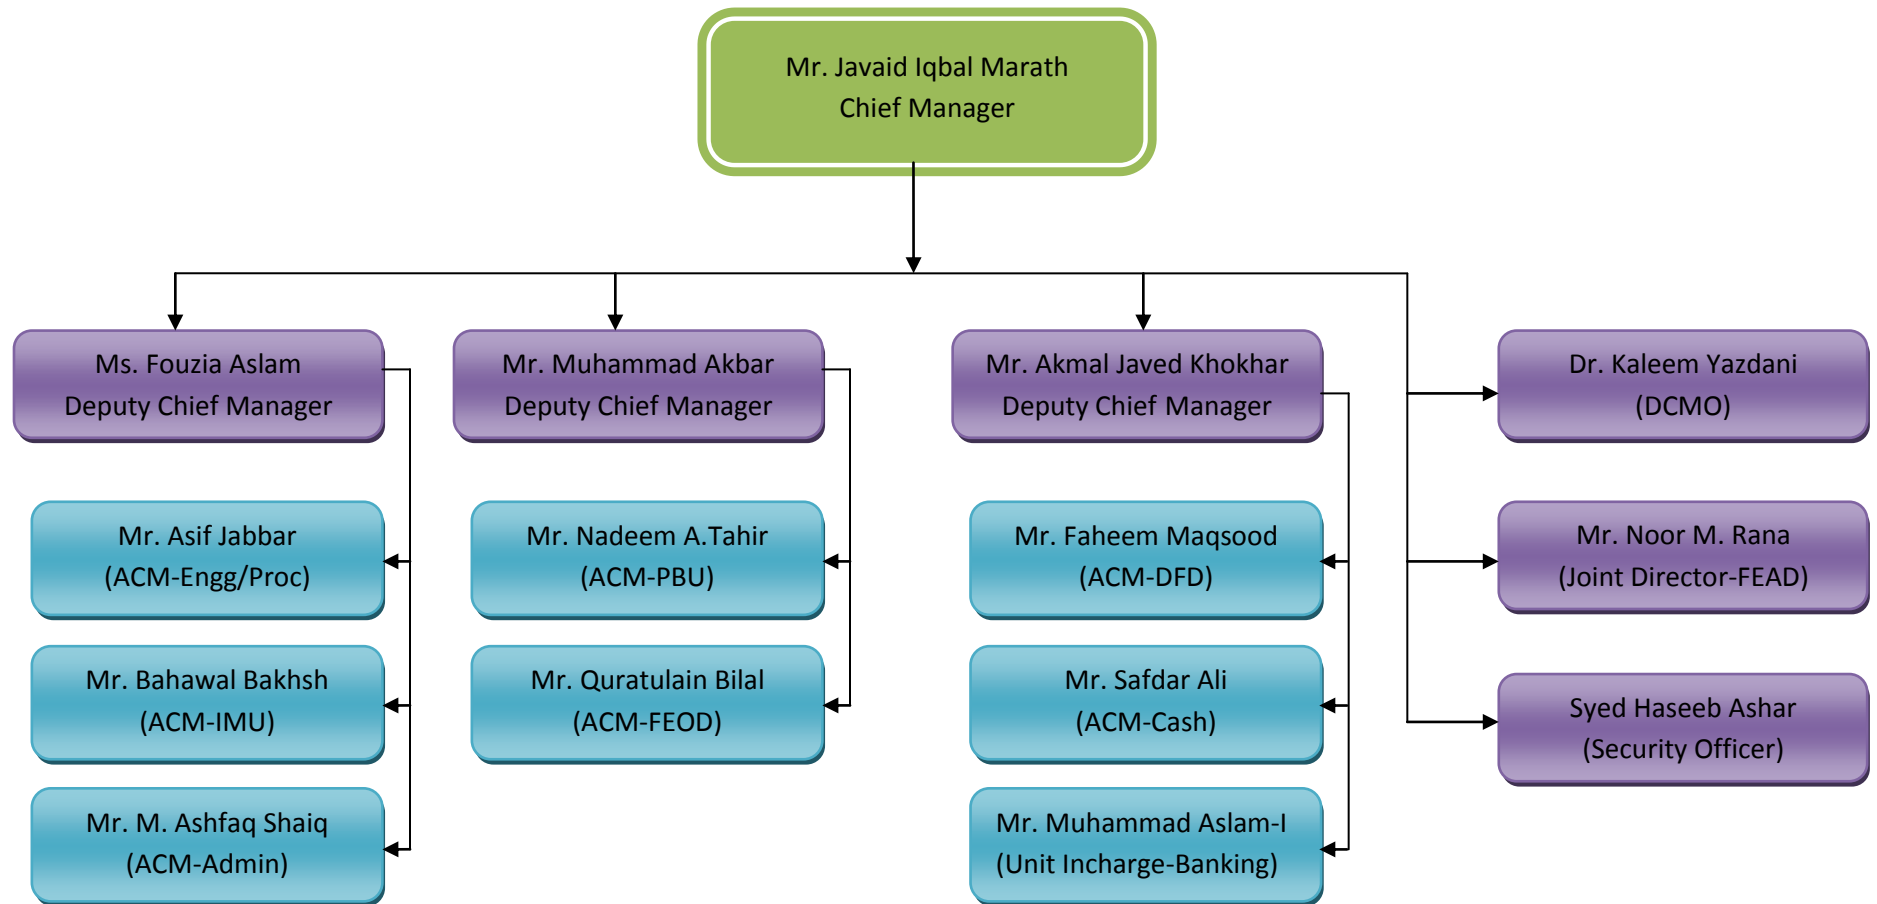 Mr. Javaid Iqbal Marath
Chief Manager
Ms. Fouzia Aslam
Deputy Chief Manager
Mr. Muhammad Akbar
Deputy Chief Manager
Mr. Akmal Javed Khokhar
Deputy Chief Manager
Dr. Kaleem Yazdani
(DCMO)
Mr. Asif Jabbar
(ACM-Engg/Proc)
Mr. Nadeem A.Tahir
(ACM-PBU)
Mr. Faheem Maqsood
(ACM-DFD)
Mr. Noor M. Rana
(Joint Director-FEAD)
Mr. Bahawal Bakhsh
(ACM-IMU)
Mr. Quratulain Bilal
(ACM-FEOD)
Mr. Safdar Ali
(ACM-Cash)
Syed Haseeb Ashar
(Security Officer)
Mr. M. Ashfaq Shaiq
(ACM-Admin)
Mr. Muhammad Aslam-I
(Unit Incharge-Banking)